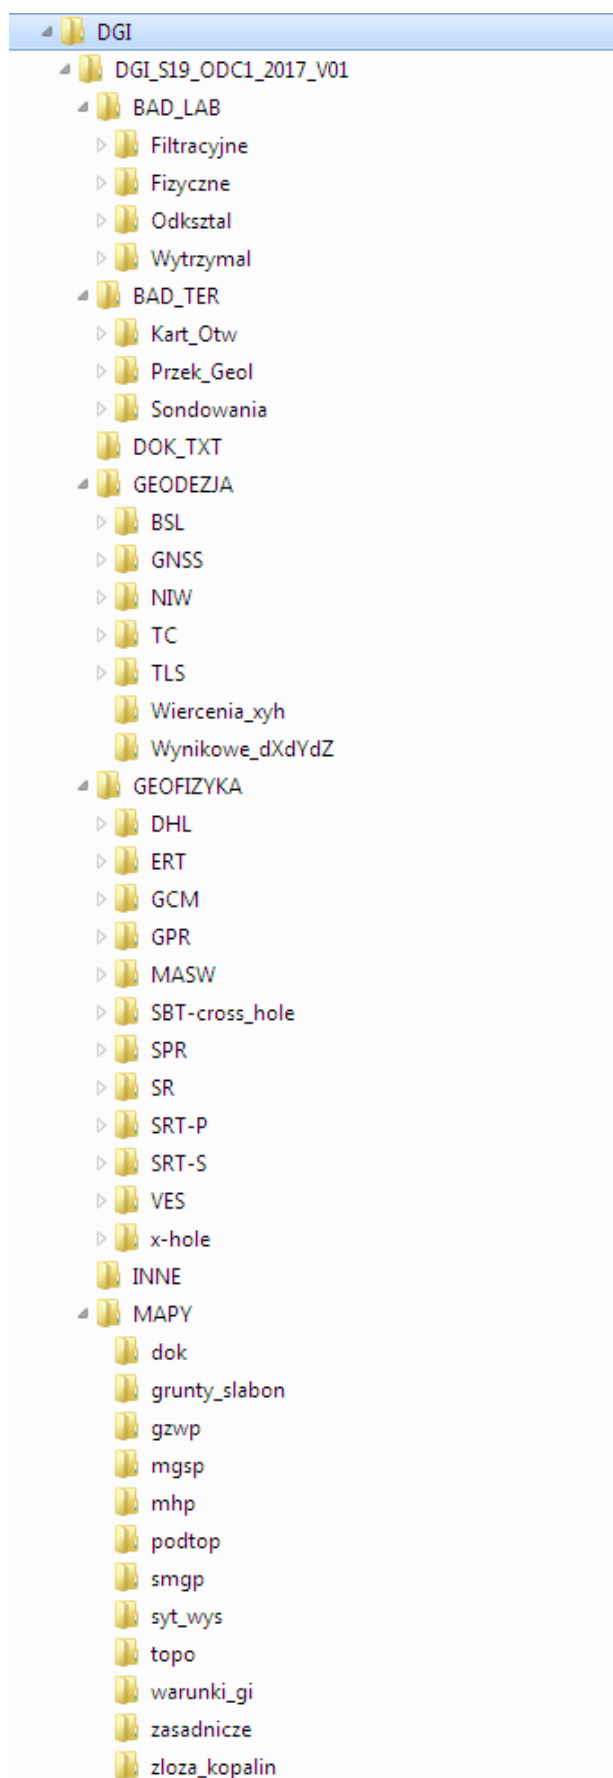 DGI
DGI_S19_ODC1_2017_V01
BAD_LAB
Filtracyjne
Fizyczne
Odksztal
Wytrzymal
BAD_TER
Kart_Otw
Przek_Geol
Sondowania
DOK_TXT
GEODEZJA
BSL
GNSS
NIW
TC
TLS
Wiercenia_xyh
Wynikowe_dXdYdZ
GEOFIZYKA
DHL
ERT
GCM
GPR
MASW
SBT-cross_hole
SPR
SR
SRT-P
SRT-S
VES
x-hole
INNE
MAPY
dok
grunty_slabon
gzwp
mgsp
mhp
podtop
smgp
syt_wys
topo
warunki_gi
zasadnicze
zloza_kopalin